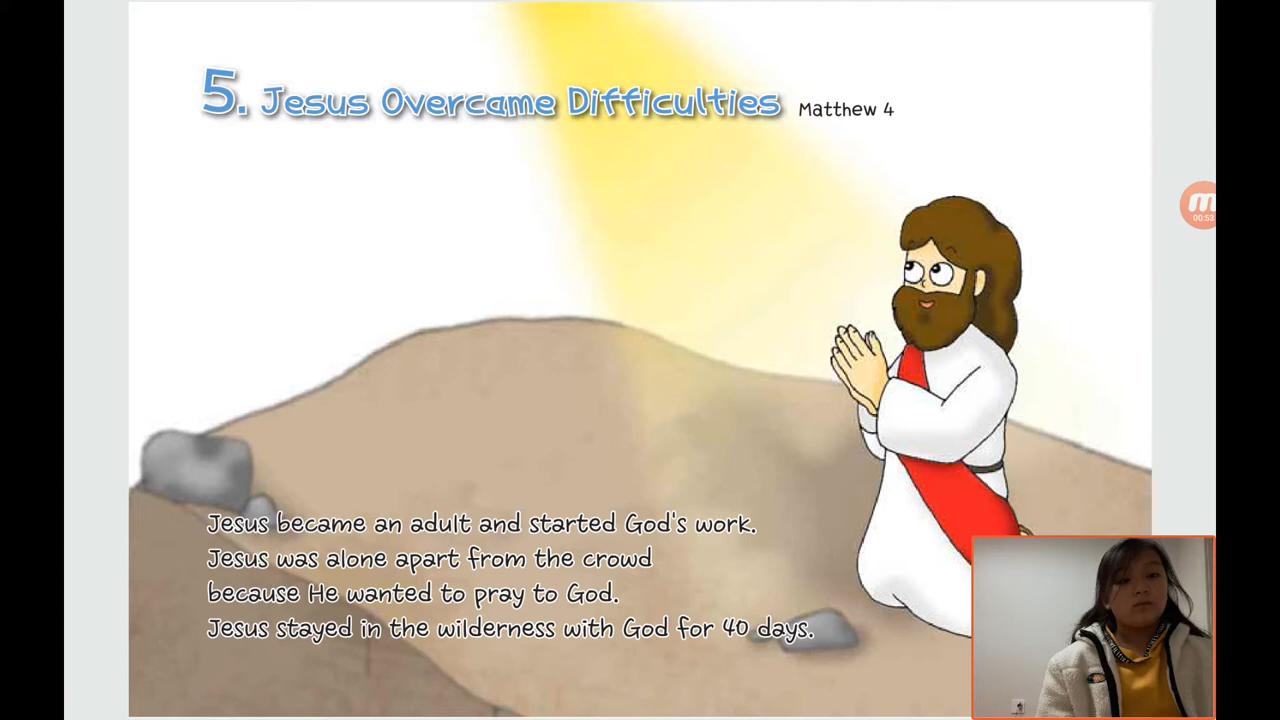 5. Jesus Overcame Difficulties Matthew 4
m
00:53
Jesus became an adult and started God's work.
Jesus was alone apart from the crowd
because He wanted to pray to God.
Jesus stayed in the wilderness with God for 40 days.